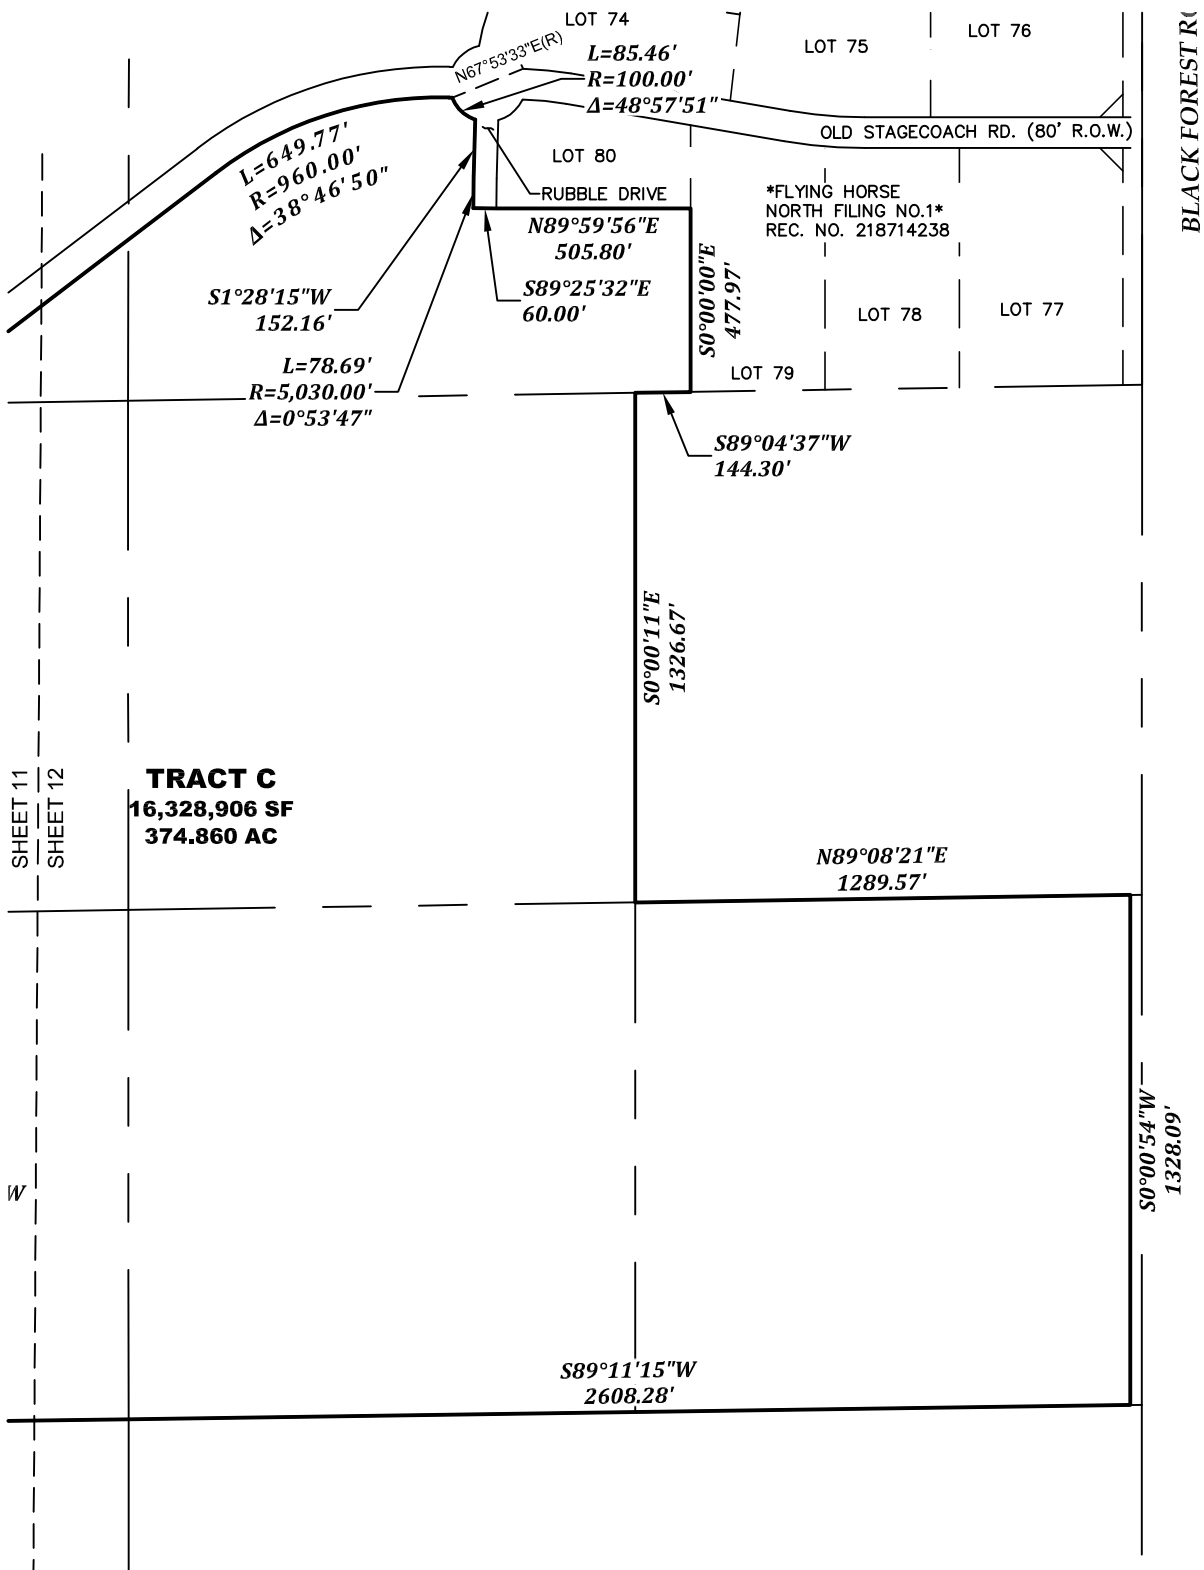 LOT 74
LOT 75
LOT 76
BLACK FOREST
N67°53'33"E(R)
L=85.46'
R=100.00'
Δ=48°57'51"
OLD STAGECOACH RD. (80' R.O.W.)
L=649.77'
R=960.00'
Δ=38°46'50"
LOT 80
RUBBLE DRIVE
*FLYING HORSE
NORTH FILING NO.1*
REC. NO. 218714238
N89°59'56"E
505.80'
S0°00'00"E
477.97'
S1°28'15"W
152.16'
S89°25'32"E
60.00'
LOT 78
LOT 77
L=78.69'
R=5,030.00'
Δ=0°53'47"
LOT 79
S89°04'37"W
144.30'
S0°00'11"E
1326.67'
SHEET 11
SHEET 12
TRACT C
16,328,906 SF
374.860 AC
N89°08'21"E
1289.57'
S0°00'54"W
1328.09'
W
S89°11'15"W
2608.28'